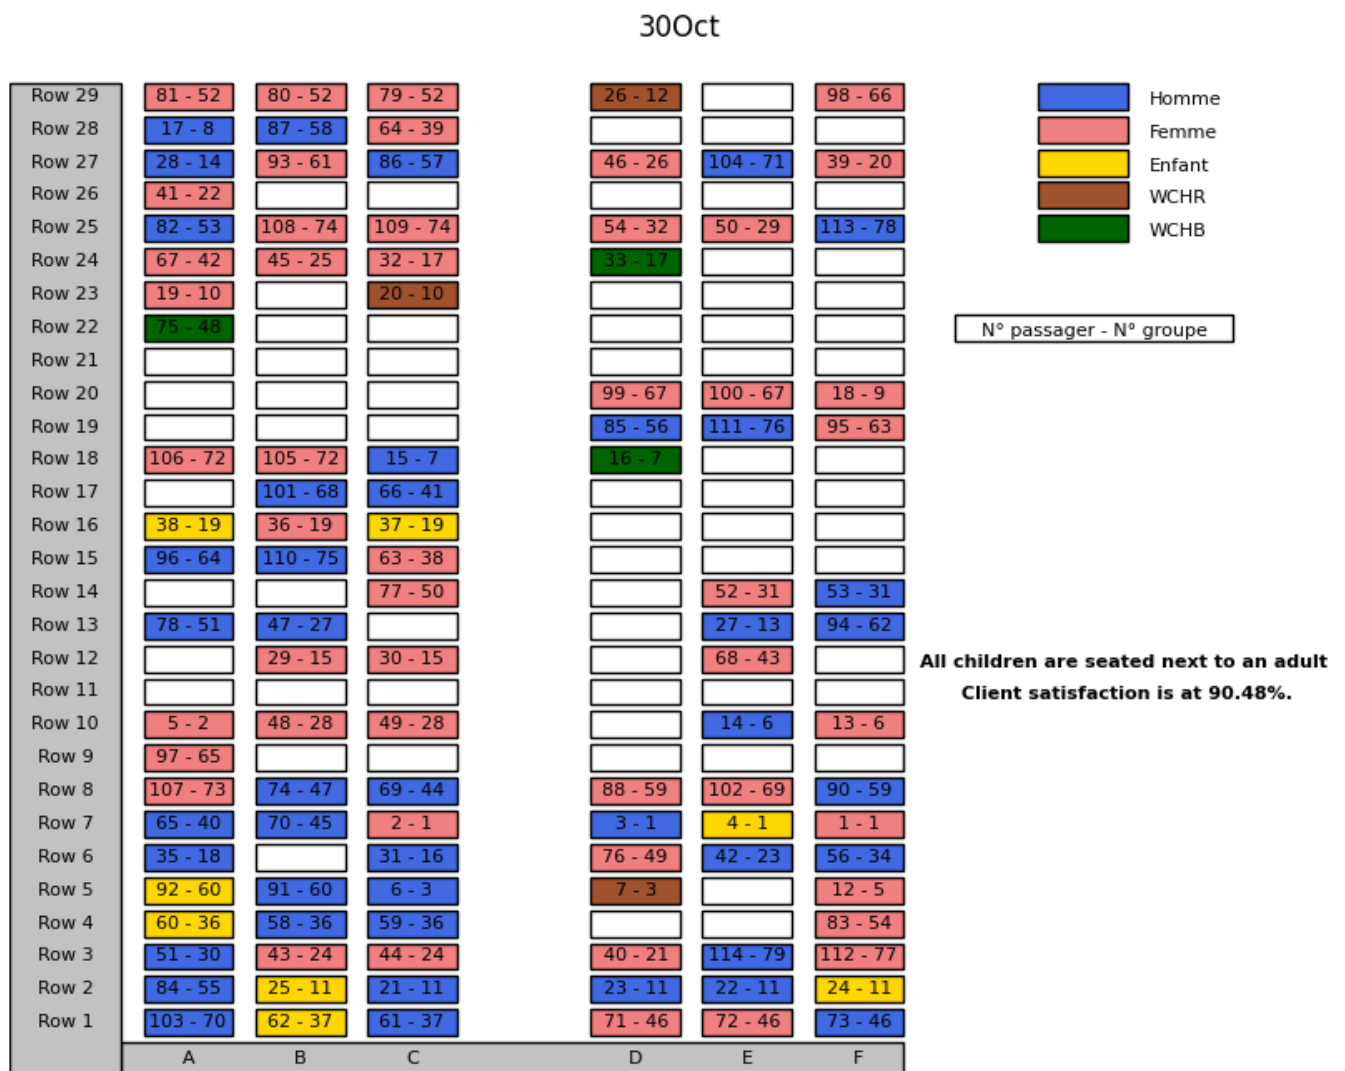 30Oct
Row 29 81 - 52 80 - 52 79 - 52 26 - 12 98 - 66 Homme
Row 28 17 - 8 87 - 58 64 - 39 Femme
Row 27 28 - 14 93 - 61 86 - 57 46 - 26 104 - 71 39 - 20 Enfant
Row 26 41 - 22 WCHR
Row 25 82 - 53 108 - 74 109 - 74 54 - 32 50 - 29 113 - 78 WCHB
Row 24 67 - 42 45 - 25 32 - 17 33 - 17
Row 23 19 - 10 20 - 10
Row 22 75 - 48 N° passager - N° groupe
Row 21
Row 20 99 - 67 100 - 67 18 - 9
Row 19 85 - 56 111 - 76 95 - 63
Row 18 106 - 72 105 - 72 15 - 7 16 - 7
Row 17 101 - 68 66 - 41
Row 16 38 - 19 36 - 19 37 - 19
Row 15 96 - 64 110 - 75 63 - 38
Row 14 77 - 50 52 - 31 53 - 31
Row 13 78 - 51 47 - 27 27 - 13 94 - 62
Row 12 29 - 15 30 - 15 68 - 43 All children are seated next to an adult
Row 11 Client satisfaction is at 90.48%.
Row 10 5 - 2 48 - 28 49 - 28 14 - 6 13 - 6
Row 9 97 - 65
Row 8 107 - 73 74 - 47 69 - 44 88 - 59 102 - 69 90 - 59
Row 7 65 - 40 70 - 45 2 - 1 3 - 1 4 - 1 1 - 1
Row 6 35 - 18 31 - 16 76 - 49 42 - 23 56 - 34
Row 5 92 - 60 91 - 60 6 - 3 7 - 3 12 - 5
Row 4 60 - 36 58 - 36 59 - 36 83 - 54
Row 3 51 - 30 43 - 24 44 - 24 40 - 21 114 - 79 112 - 77
Row 2 84 - 55 25 - 11 21 - 11 23 - 11 22 - 11 24 - 11
Row 1 103 - 70 62 - 37 61 - 37 71 - 46 72 - 46 73 - 46
A B C D E F